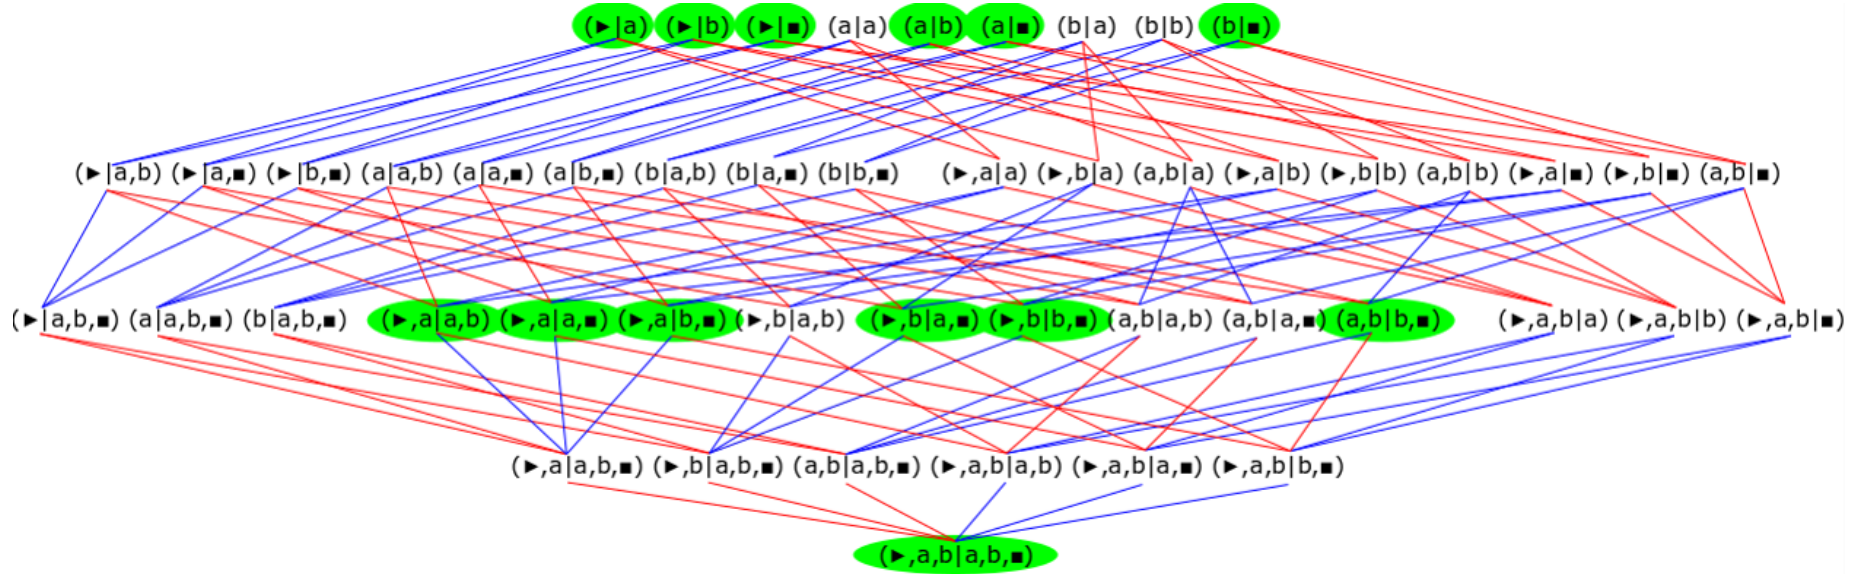 (►|a) (►|b) (►|■) (a|a) (a|b) (a|■) (b|a) (b|b) (b|■)
(►|a,b) (►|a,■) (►|b,■) (a|a,b) (a|a,■) (a|b,■) (b|a,b) (b|a,■) (b|b,■) (►,a|a) (►,b|a) (a,b|a) (►,a|b) (►,b|b) (a,b|b) (►,a|■) (►,b|■) (a,b|■)
(►|a,b,■) (a|a,b,■) (b|a,b,■) (►,a|a,b) (►,a|a,■) (►,a|b,■) (►,b|a,b) (►,b|a,■) (►,b|b,■) (a,b|a,b) (a,b|a,■) (a,b|b,■) (►,a,b|a) (►,a,b|b) (►,a,b|■)
(►,a|a,b,■) (►,b|a,b,■) (a,b|a,b,■) (►,a,b|a,b) (►,a,b|a,■) (►,a,b|b,■)
(►,a,b|a,b,■)